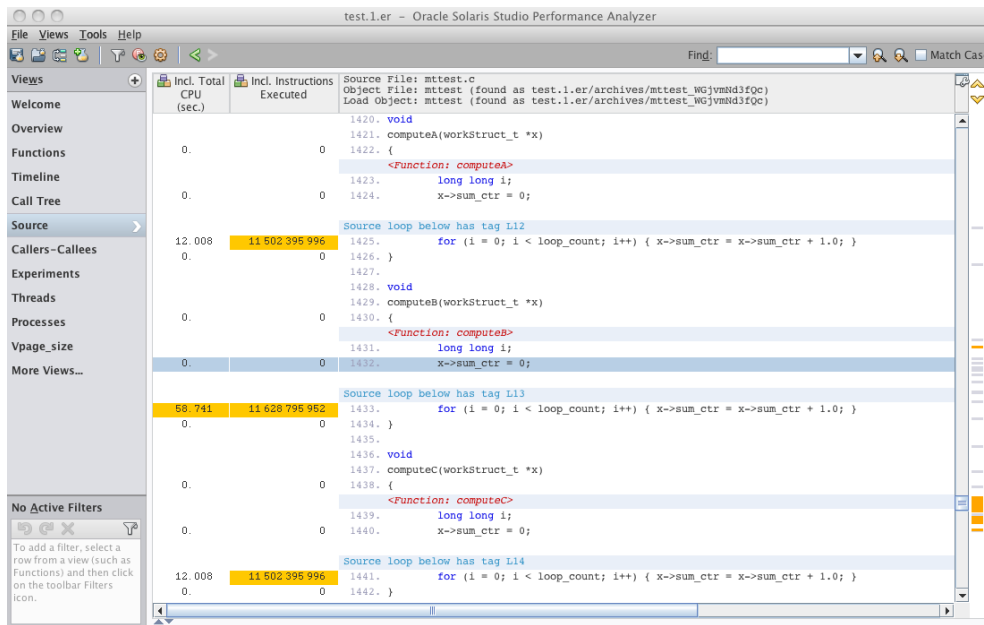 test.1.er – Oracle Solaris Studio Performance Analyzer
File Views Tools Help
Find: Match Cas
Views
Welcome
Overview
Functions
Timeline
Call Tree
Source
Callers-Callees
Experiments
Threads
Processes
Vpage_size
More Views...
No Active Filters
To add a filter, select a
row from a view (such as
Functions) and then click
on the toolbar Filters
icon.
Incl. Total Incl. Instructions Source File: mttest.c
CPU Executed Object File: mttest (found as test.1.er/archives/mttest_WGjvmNd3fQc)
(sec.) Load Object: mttest (found as test.1.er/archives/mttest_WGjvmNd3fQc)
1420. void
1421. computeA(workStruct_t *x)
0. 0 1422. {
<Function: computeA>
1423. long long i;
0. 0 1424. x->sum_ctr = 0;
Source loop below has tag L12
12.008 11 502 395 996 1425. for (i = 0; i < loop_count; i++) { x->sum_ctr = x->sum_ctr + 1.0; }
0. 0 1426. }
1427.
1428. void
1429. computeB(workStruct_t *x)
0. 0 1430. {
<Function: computeB>
1431. long long i;
0. 0 1432. x->sum_ctr = 0;
Source loop below has tag L13
58.741 11 628 795 952 1433. for (i = 0; i < loop_count; i++) { x->sum_ctr = x->sum_ctr + 1.0; }
0. 0 1434. }
1435.
1436. void
1437. computeC(workStruct_t *x)
0. 0 1438. {
<Function: computeC>
1439. long long i;
0. 0 1440. x->sum_ctr = 0;
Source loop below has tag L14
12.008 11 502 395 996 1441. for (i = 0; i < loop_count; i++) { x->sum_ctr = x->sum_ctr + 1.0; }
0. 0 1442. }